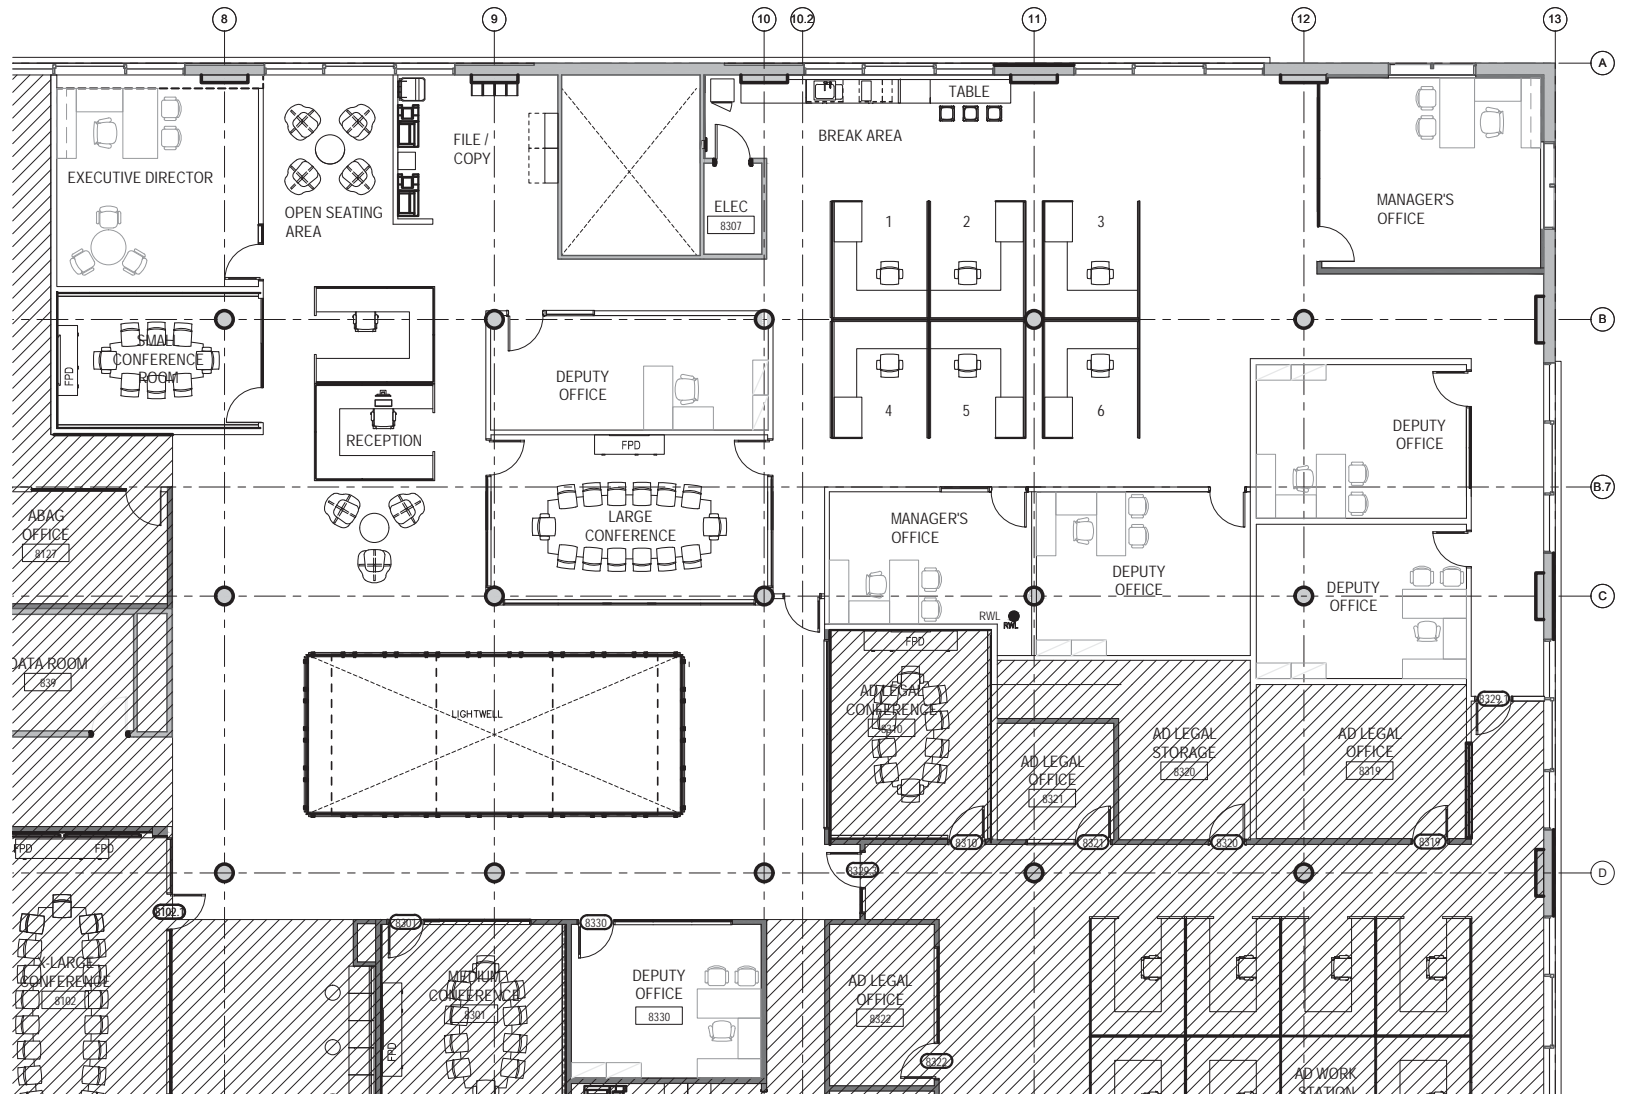 8
9
10
10.2
11
12
13
A
TABLE
FILE /
COPY
BREAK AREA
EXECUTIVE DIRECTOR
OPEN SEATING
AREA
ELEC
8307
MANAGER'S
OFFICE
1
2
3
B
SMALL
CONFERENCE
ROOM
FPD
DEPUTY
OFFICE
4
5
6
RECEPTION
FPD
DEPUTY
OFFICE
B.7
ABAG
OFFICE
8127
LARGE
CONFERENCE
MANAGER'S
OFFICE
DEPUTY
OFFICE
DEPUTY
OFFICE
C
RWL
RWL
DATA ROOM
839
FPD
AD LEGAL
CONFERENCE
8310
LIGHTWELL
8329.1
AD LEGAL
STORAGE
8320
AD LEGAL
OFFICE
8319
AD LEGAL
OFFICE
8321
8310
8321
8320
8319
FPD
FPD
D
8102.1
8301
8330
X-LARGE
CONFERENCE
8102
MEDIUM
CONFERENCE
8301
FPD
DEPUTY
OFFICE
8330
AD LEGAL
OFFICE
8322
8322
AD WORK
STATION